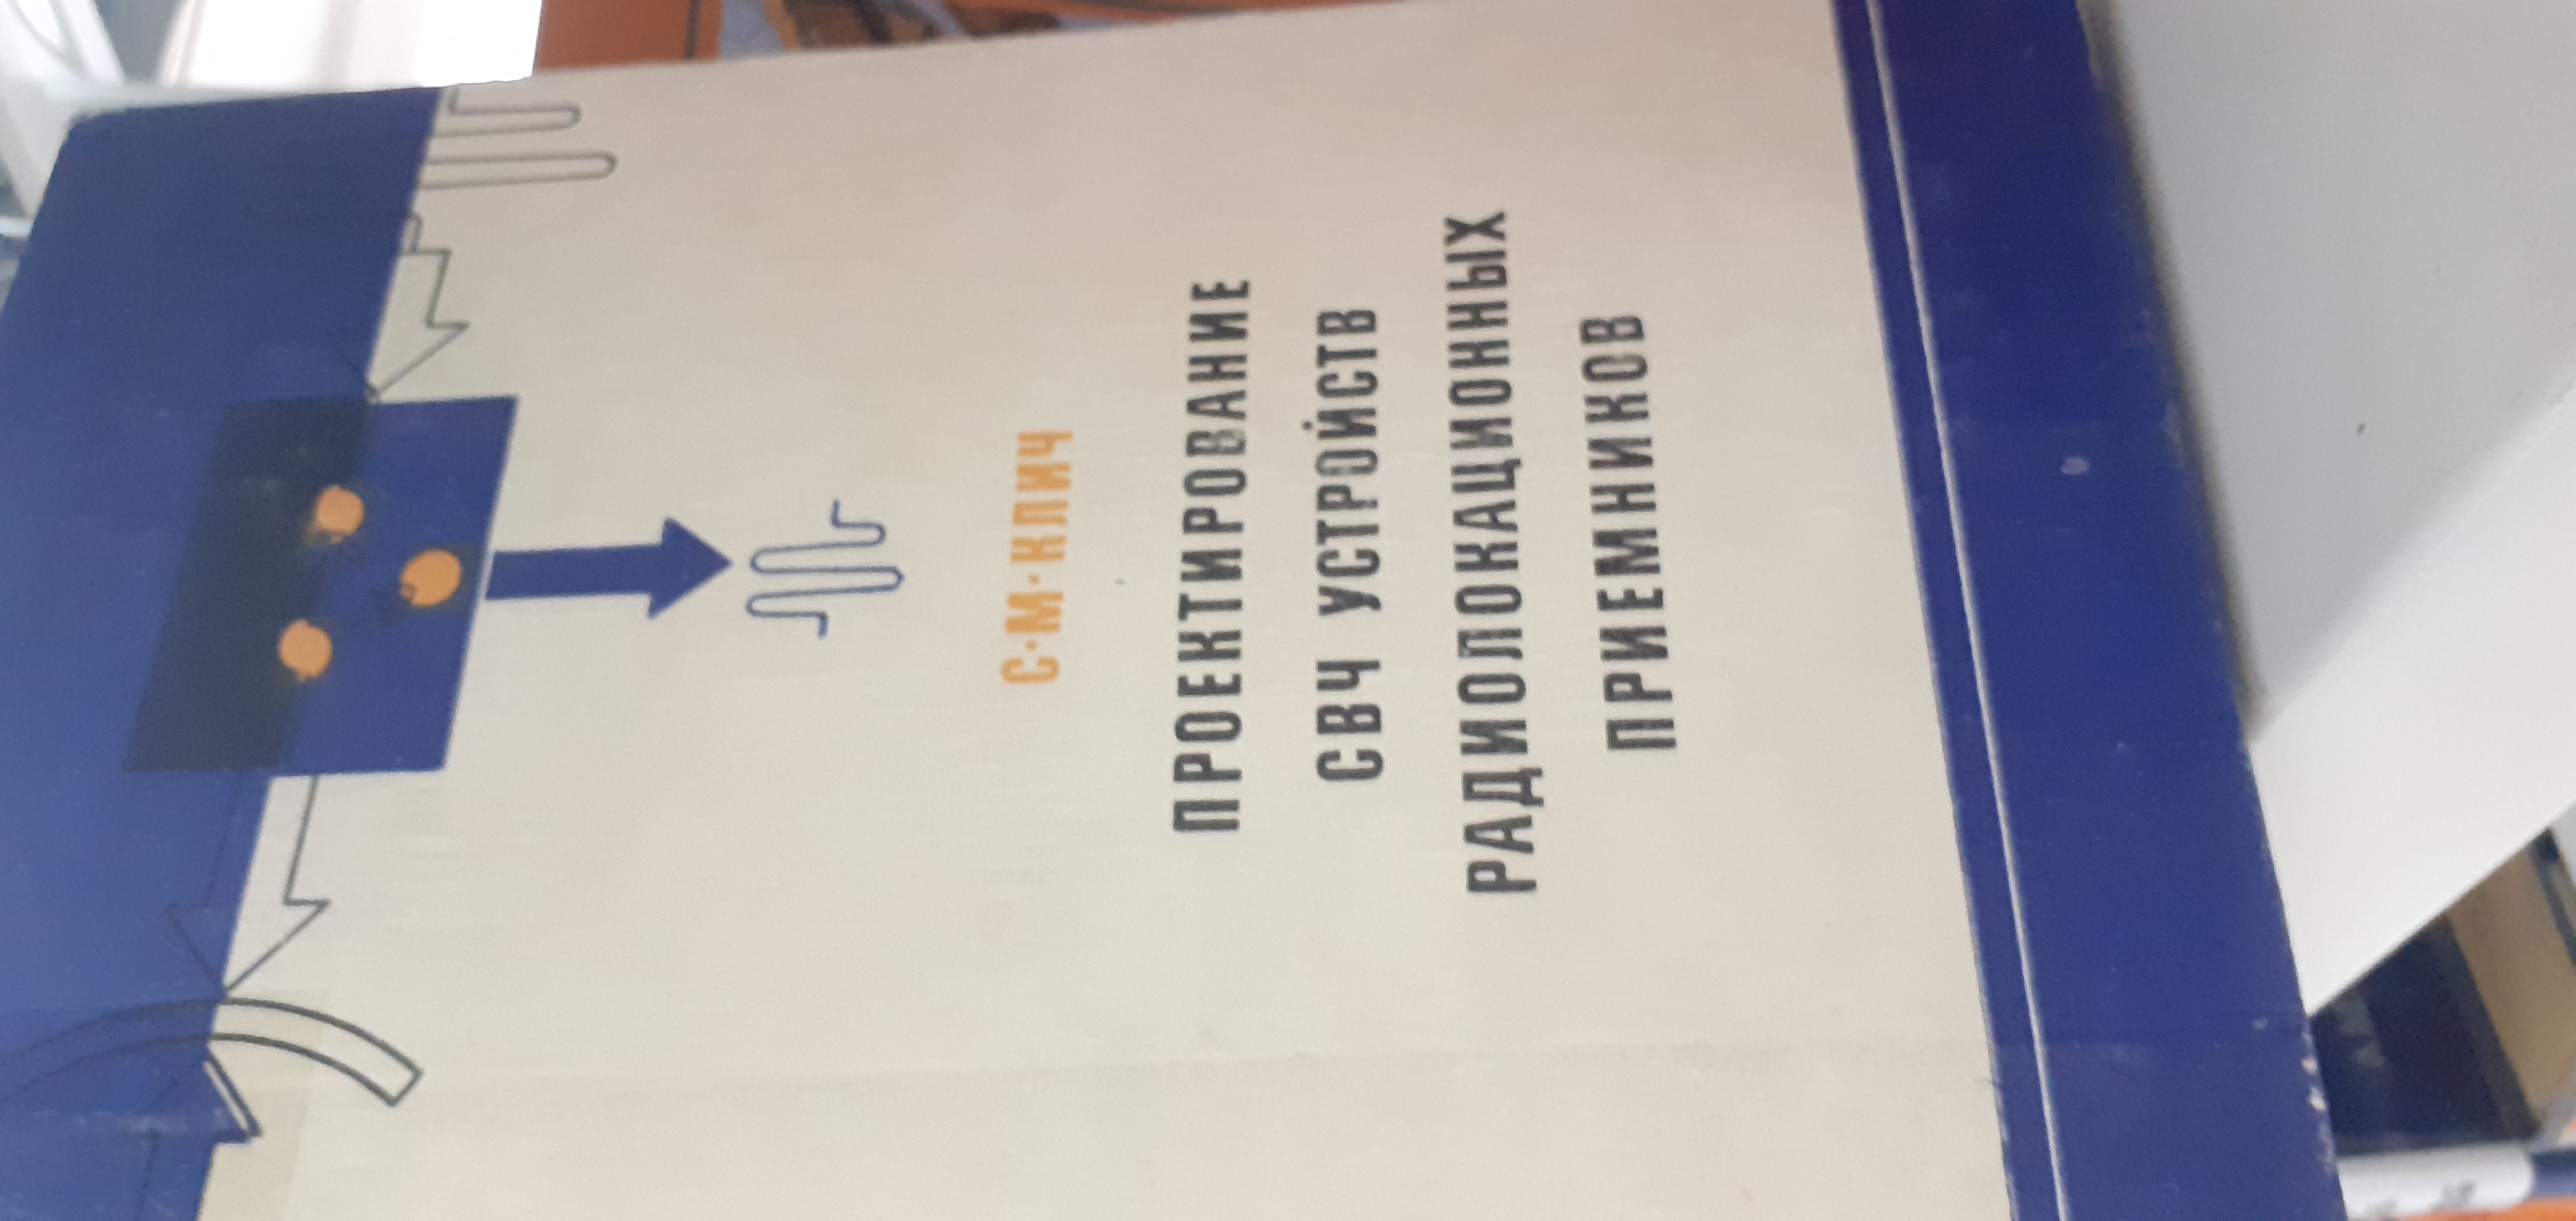 С·М·КЛИЧ
ПРОЕКТИРОВАНИЕ
СВЧ УСТРОЙСТВ
РАДИОЛОКАЦИОННЫХ
ПРИЕМНИКОВ